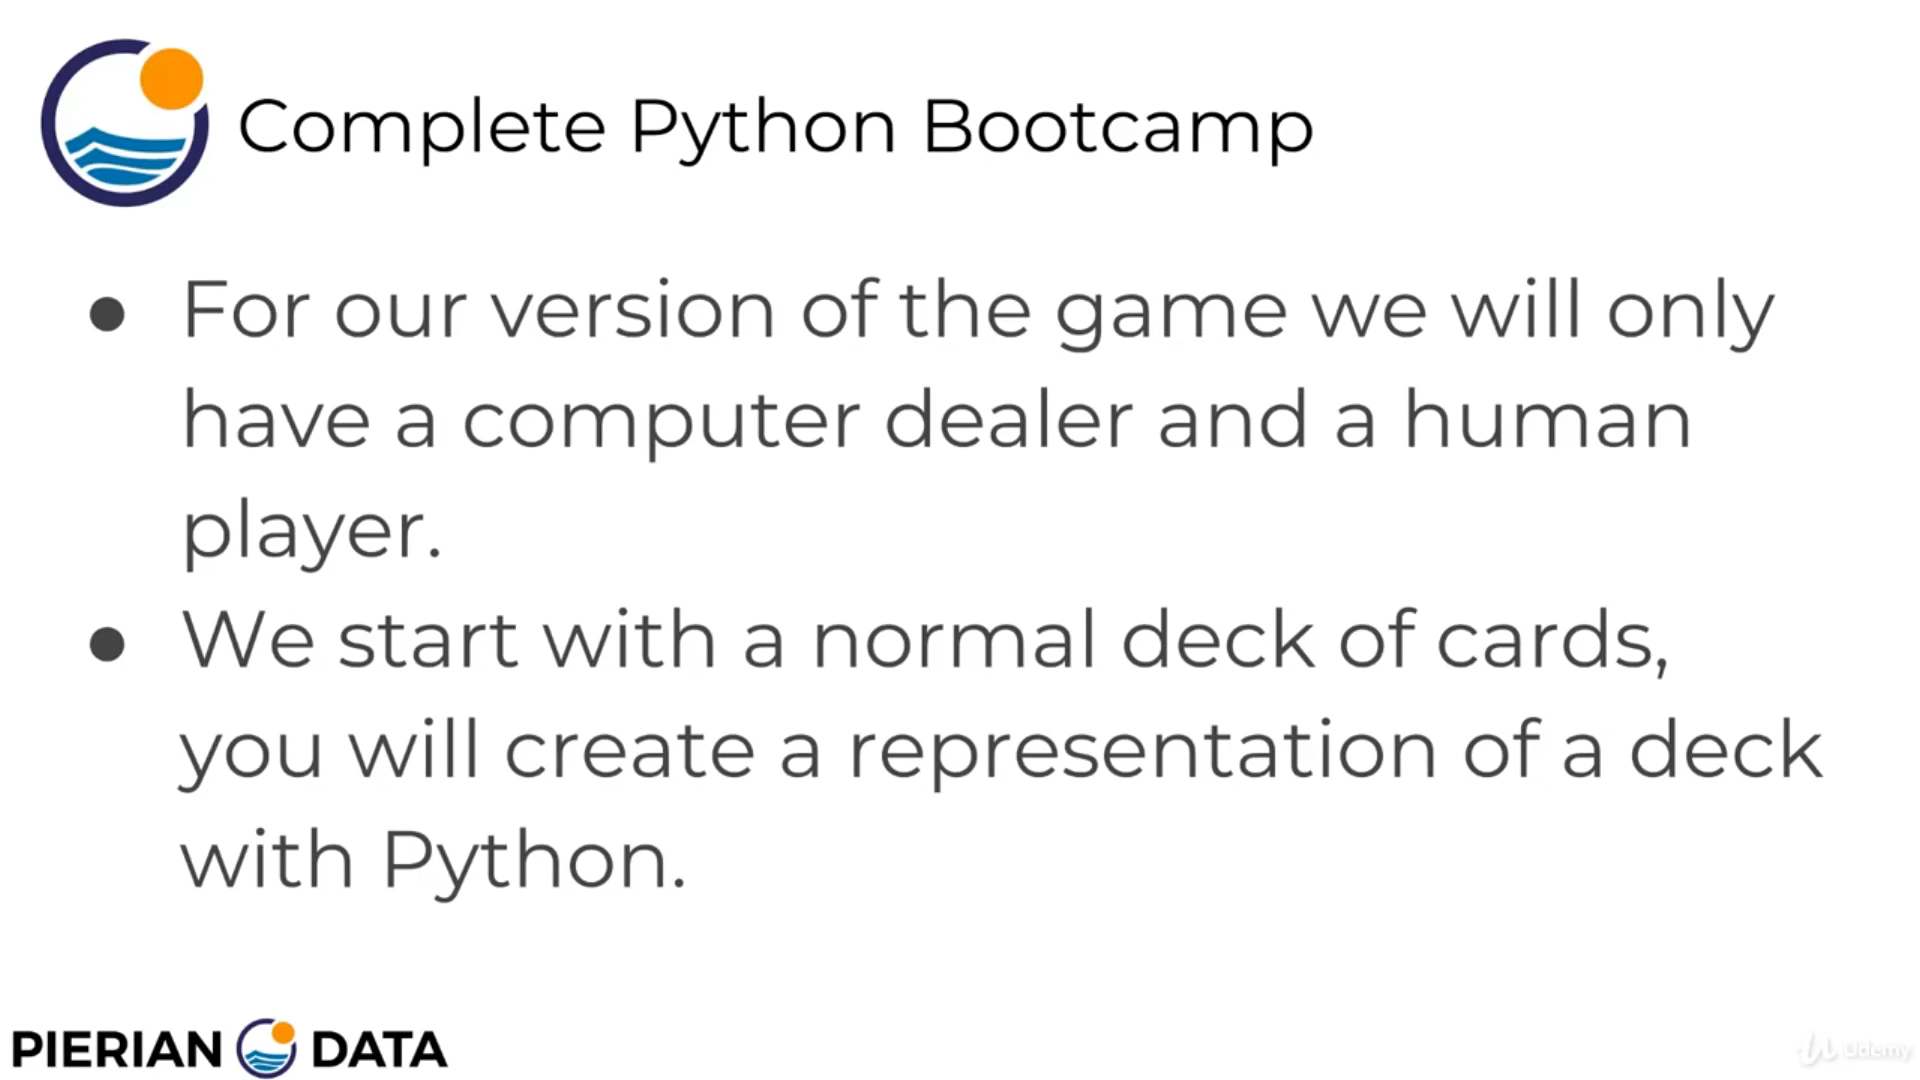 Complete Python Bootcamp
● For our version of the game we will only
have a computer dealer and a human
player.
● We start with a normal deck of cards,
you will create a representation of a deck
with Python.
PIERIAN DATA
Udemy